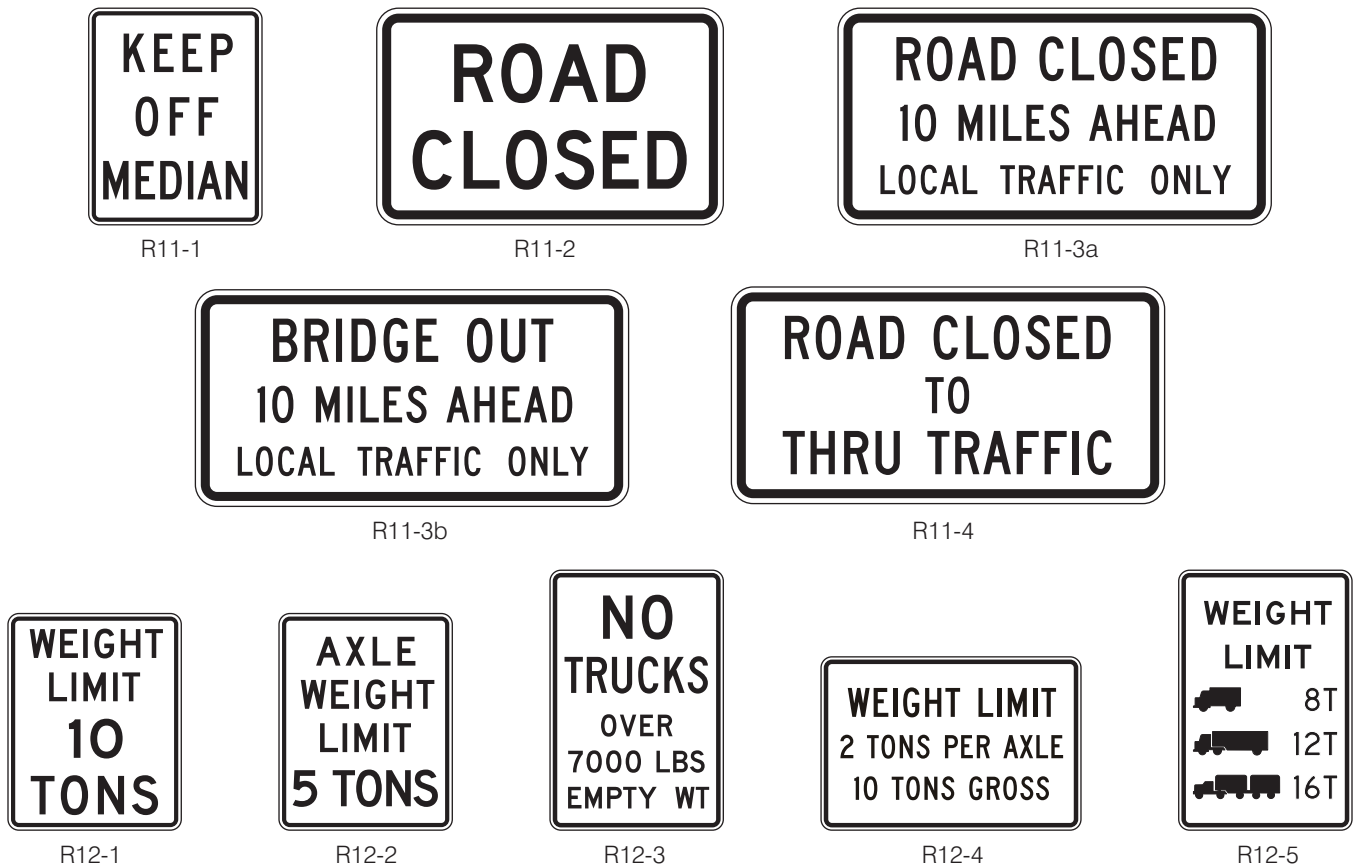 KEEP
OFF
MEDIAN
R11-1
ROAD
CLOSED
R11-2
ROAD CLOSED
10 MILES AHEAD
LOCAL TRAFFIC ONLY
R11-3a
BRIDGE OUT
10 MILES AHEAD
LOCAL TRAFFIC ONLY
R11-3b
ROAD CLOSED
TO
THRU TRAFFIC
R11-4
WEIGHT
LIMIT
10
TONS
R12-1
AXLE
WEIGHT
LIMIT
5 TONS
R12-2
NO
TRUCKS
OVER
7000 LBS
EMPTY WT
R12-3
WEIGHT LIMIT
2 TONS PER AXLE
10 TONS GROSS
R12-4
WEIGHT
LIMIT
8T
12T
16T
R12-5